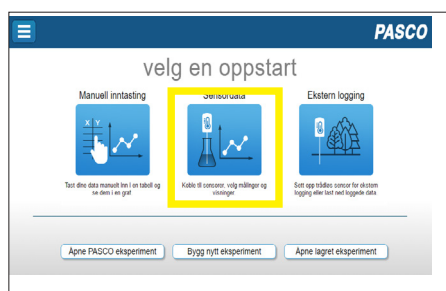 PASCO
velg en oppstart
Manuell inntasting
Sensordata
Ekstern logging
X Y
Tast dine data manuelt inn i en tabell og
se dem i en graf
Koble til sensorer, velg målinger og
visninger
Sett opp trådløs sensor for ekstern
logging eller last ned loggede data
Åpne PASCO eksperiment
Bygg nytt eksperiment
Åpne lagret eksperiment